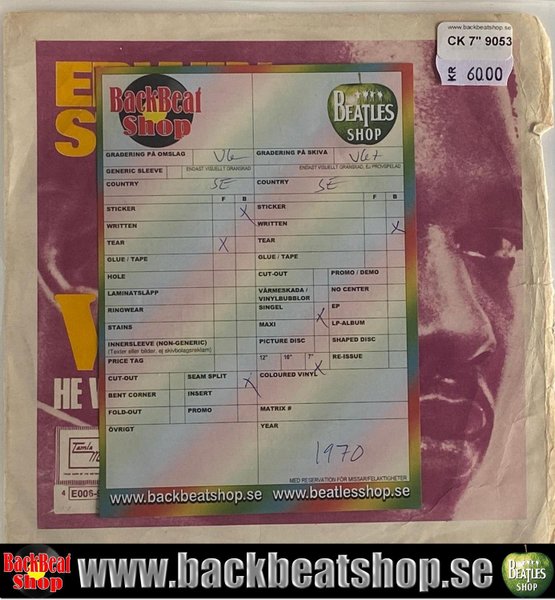 www.backbeatshop.se
CK 7" 9053
KR 60.00
BackBeat
Shop
BEATLES
SHOP
GRADERING PÅ OMSLAG VG GRADERING PÅ SKIVA VG+
GENERIC SLEEVE ENDAST VISUELLT GRANSKAD ENDAST VISUELLT GRANSKAD, EJ PROVSPELAD
COUNTRY SE COUNTRY SE
F B F B
STICKER X STICKER
WRITTEN WRITTEN X
TEAR X TEAR
GLUE / TAPE GLUE / TAPE
HOLE CUT-OUT PROMO / DEMO
LAMINATSLÄPP VÄRMESKADA / VINYLBUBBLOR NO CENTER
RINGWEAR SINGEL X EP
STAINS MAXI LP-ALBUM
INNERSLEEVE (NON-GENERIC) PICTURE DISC SHAPED DISC
(Texter eller bilder, ej skivbolagsreklam)
PRICE TAG 12" 10" 7" X RE-ISSUE
CUT-OUT SEAM SPLIT X COLOURED VINYL
BENT CORNER INSERT
FOLD-OUT PROMO MATRIX #
ÖVRIGT YEAR
1970
MED RESERVATION FÖR MISSAR/FELAKTIGHETER
www.backbeatshop.se www.beatlesshop.se
E
S
W
HE
Tamla
4 E006-
BackBeat
Shop
www.backbeatshop.se
BEATLES
SHOP